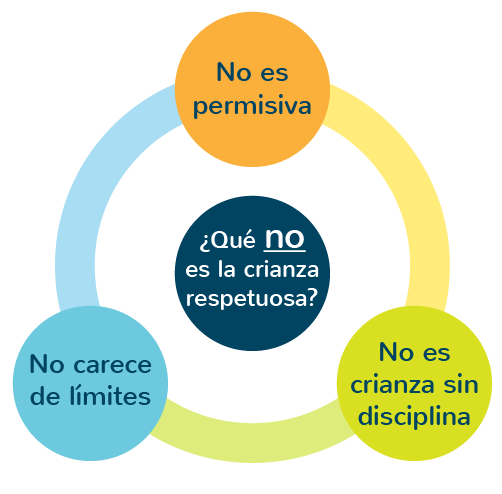 No es
permisiva
¿Qué no
es la crianza
respetuosa?
No carece
de límites
No es
crianza sin
disciplina